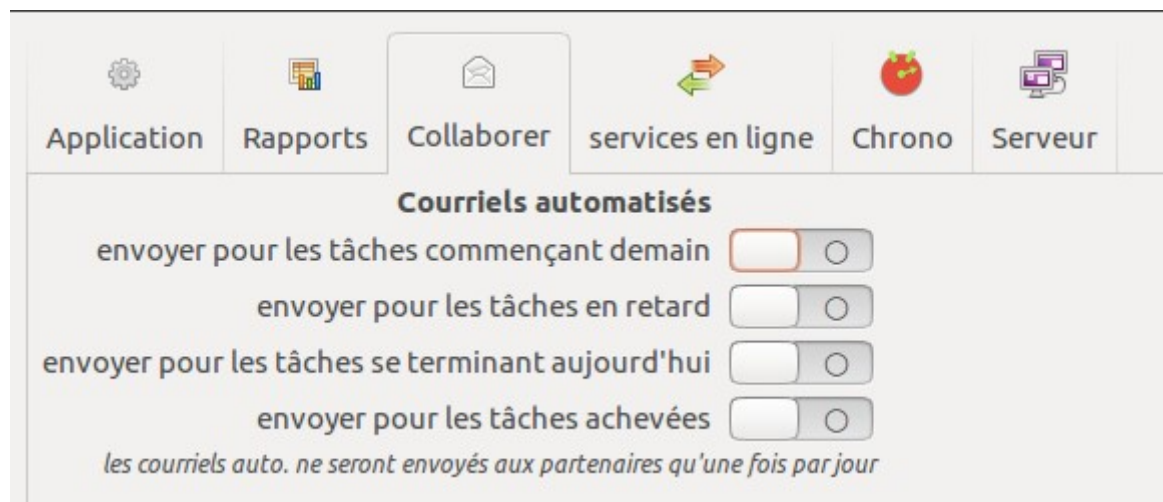 Application Rapports Collaborer services en ligne Chrono Serveur
Courriels automatisés
envoyer pour les tâches commençant demain
envoyer pour les tâches en retard
envoyer pour les tâches se terminant aujourd'hui
envoyer pour les tâches achevées
les courriels auto. ne seront envoyés aux partenaires qu'une fois par jour